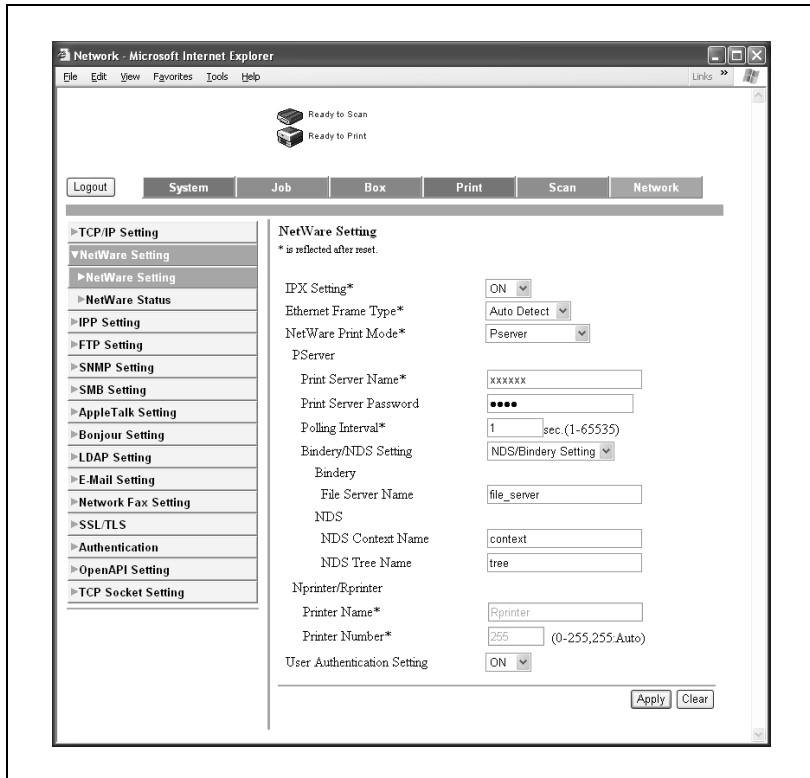 Network - Microsoft Internet Explorer
File Edit View Favorites Tools Help Links »
Ready to Scan
Ready to Print
Logout System Job Box Print Scan Network
TCP/IP Setting
NetWare Setting
NetWare Setting
NetWare Status
IPP Setting
FTP Setting
SNMP Setting
SMB Setting
AppleTalk Setting
Bonjour Setting
LDAP Setting
E-Mail Setting
Network Fax Setting
SSL/TLS
Authentication
OpenAPI Setting
TCP Socket Setting
NetWare Setting
* is reflected after reset.
IPX Setting* ON
Ethernet Frame Type* Auto Detect
NetWare Print Mode* Pserver
PServer
Print Server Name* xxxxxx
Print Server Password ●●●●
Polling Interval* 1 sec.(1-65535)
Bindery/NDS Setting NDS/Bindery Setting
Bindery
File Server Name file_server
NDS
NDS Context Name context
NDS Tree Name tree
Nprinter/Rprinter
Printer Name* Rprinter
Printer Number* 255 (0-255,255:Auto)
User Authentication Setting ON
Apply Clear